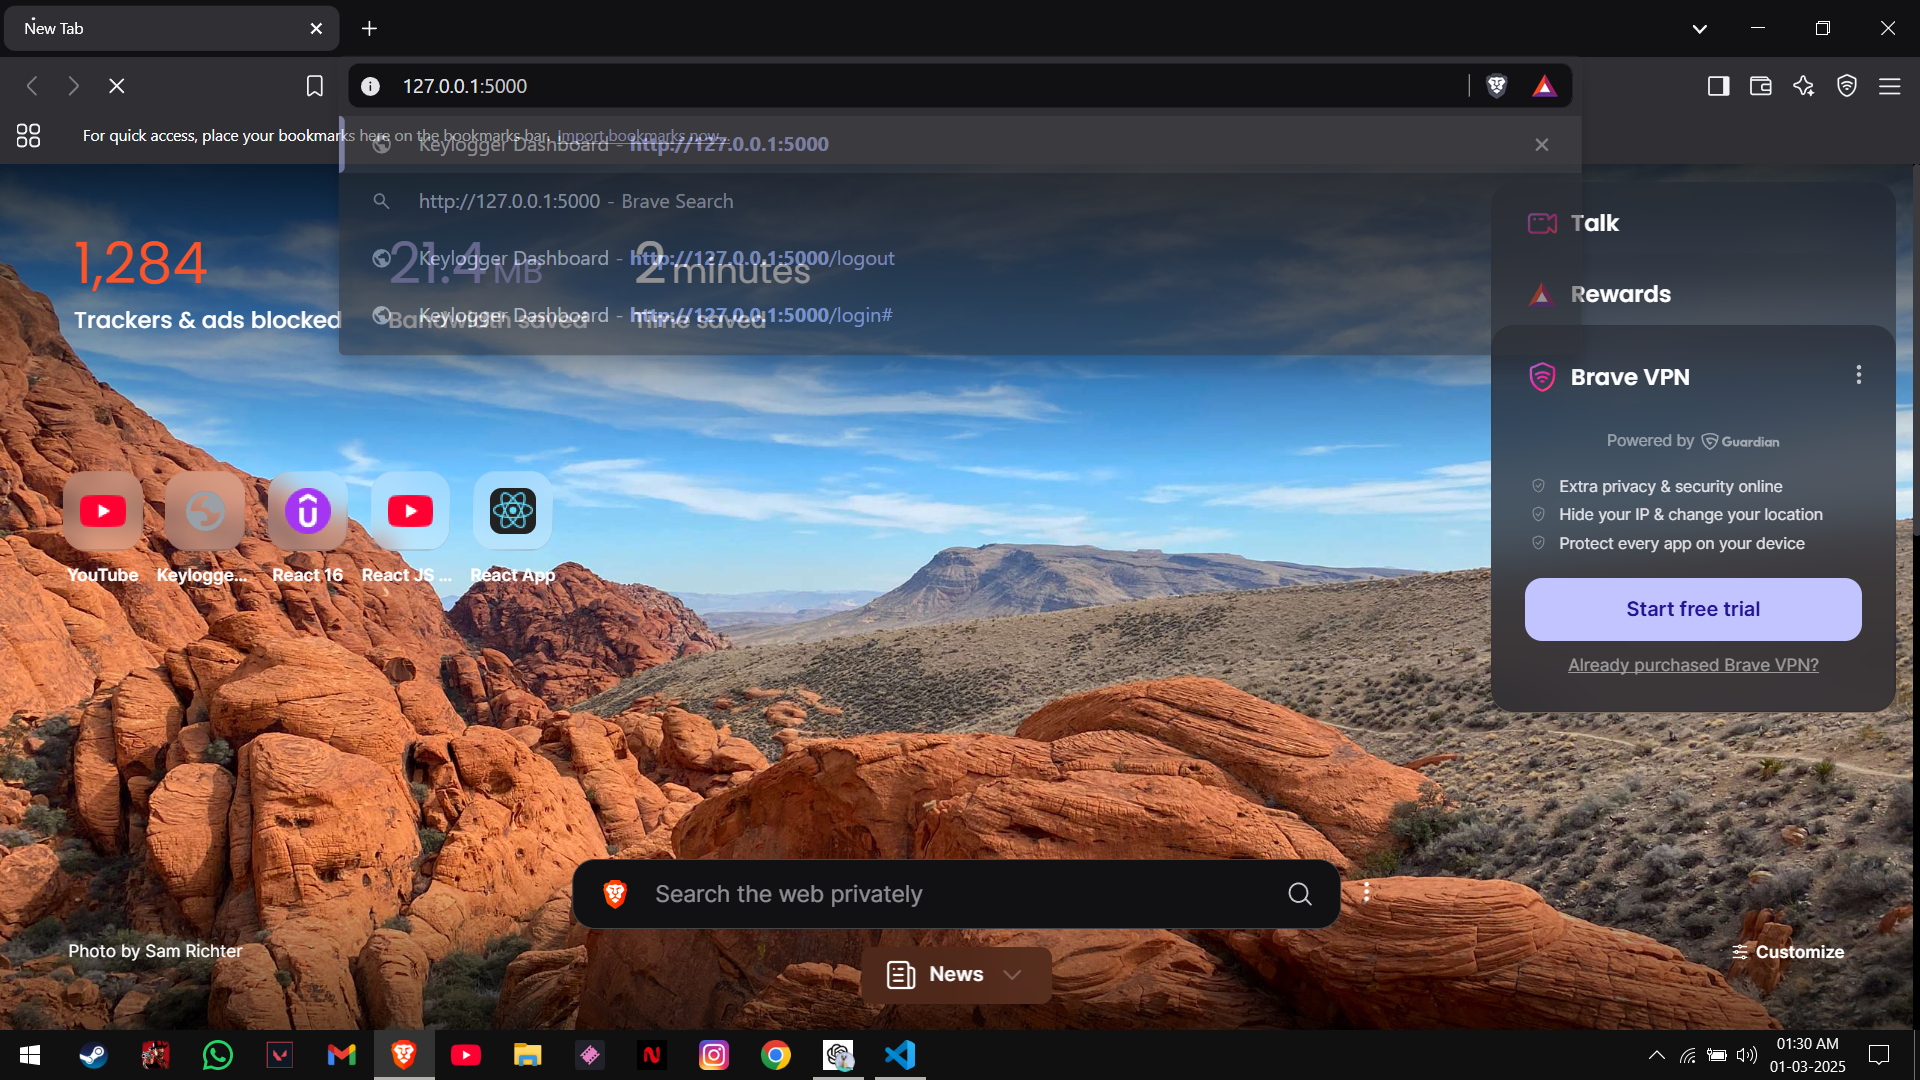 New Tab
127.0.0.1:5000
For quick access, place your bookmarks here on the bookmarks bar. Import bookmarks now...
Keylogger Dashboard - http://127.0.0.1:5000
http://127.0.0.1:5000 - Brave Search
Keylogger Dashboard - http://127.0.0.1:5000/logout
Keylogger Dashboard - http://127.0.0.1:5000/login#
1,284
Trackers & ads blocked
21.4 MB
Bandwidth saved
2 minutes
Time saved
Talk
Rewards
Brave VPN
Powered by Guardian
Extra privacy & security online
Hide your IP & change your location
Protect every app on your device
Start free trial
Already purchased Brave VPN?
YouTube
Keylogge...
React 16
React JS ...
React App
Search the web privately
Photo by Sam Richter
News
Customize
01:30 AM
01-03-2025